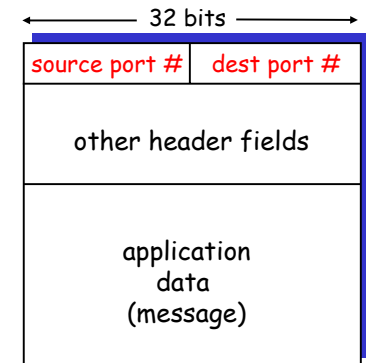 32 bits
source port # dest port #
other header fields
application
data
(message)